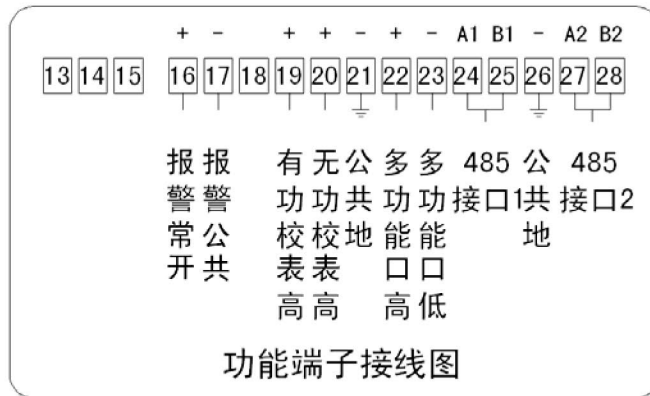 + - + + - + - A1 B1 - A2 B2
13 14 15 16 17 18 19 20 21 22 23 24 25 26 27 28
报警常开
报警公共
有功校表高
无功校表高
公共地
多功能口高
多功能口低
485
接口1
公共地
485
接口2
功能端子接线图